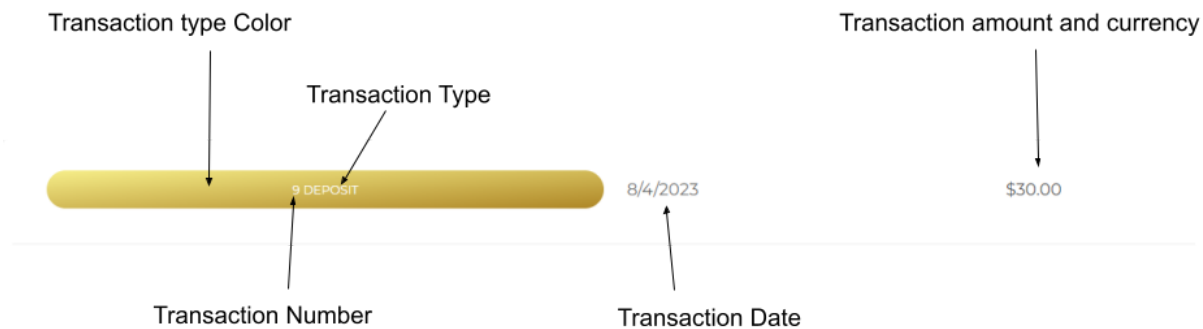 Transaction type Color
Transaction amount and currency
Transaction Type
9 DEPOSIT
8/4/2023
$30.00
Transaction Number
Transaction Date